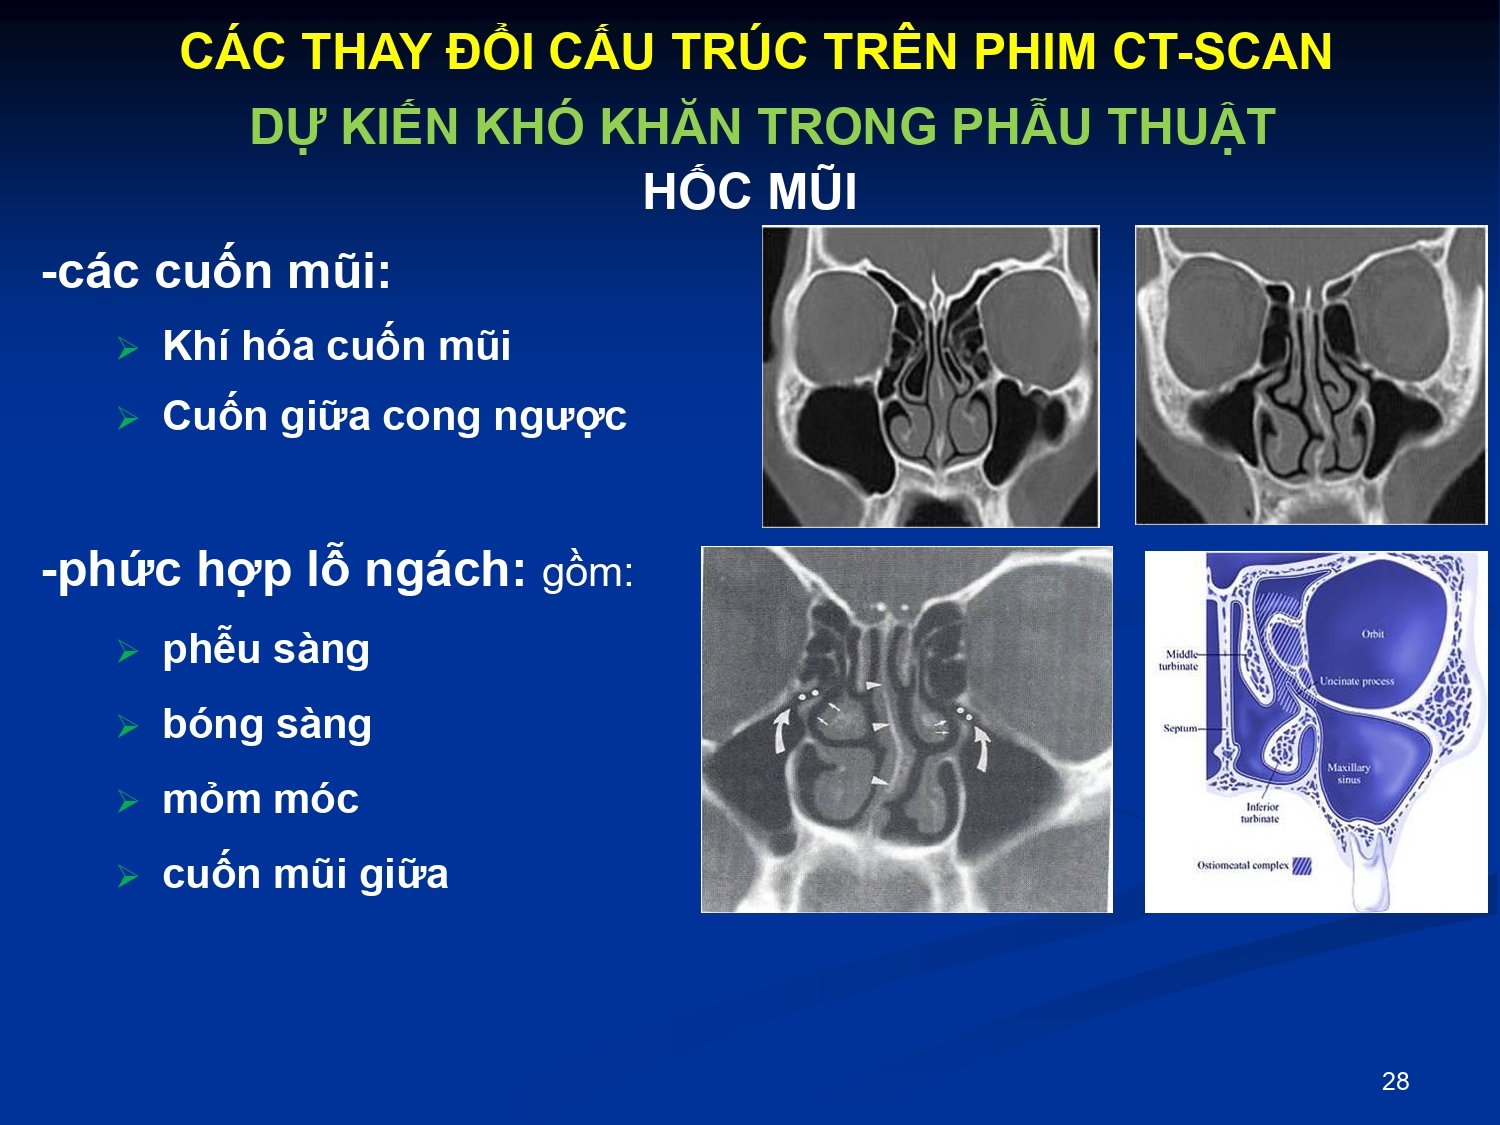 CÁC THAY ĐỔI CẤU TRÚC TRÊN PHIM CT-SCAN
DỰ KIẾN KHÓ KHĂN TRONG PHẪU THUẬT
HỐC MŨI
-các cuốn mũi:
Khí hóa cuốn mũi
Cuốn giữa cong ngược
-phức hợp lỗ ngách: gồm:
phễu sàng
bóng sàng
mỏm móc
cuốn mũi giữa
Orbit
Middle
turbinate
Uncinate process
Septum
Maxillary
sinus
Inferior
turbinate
Ostiomeatal complex
28